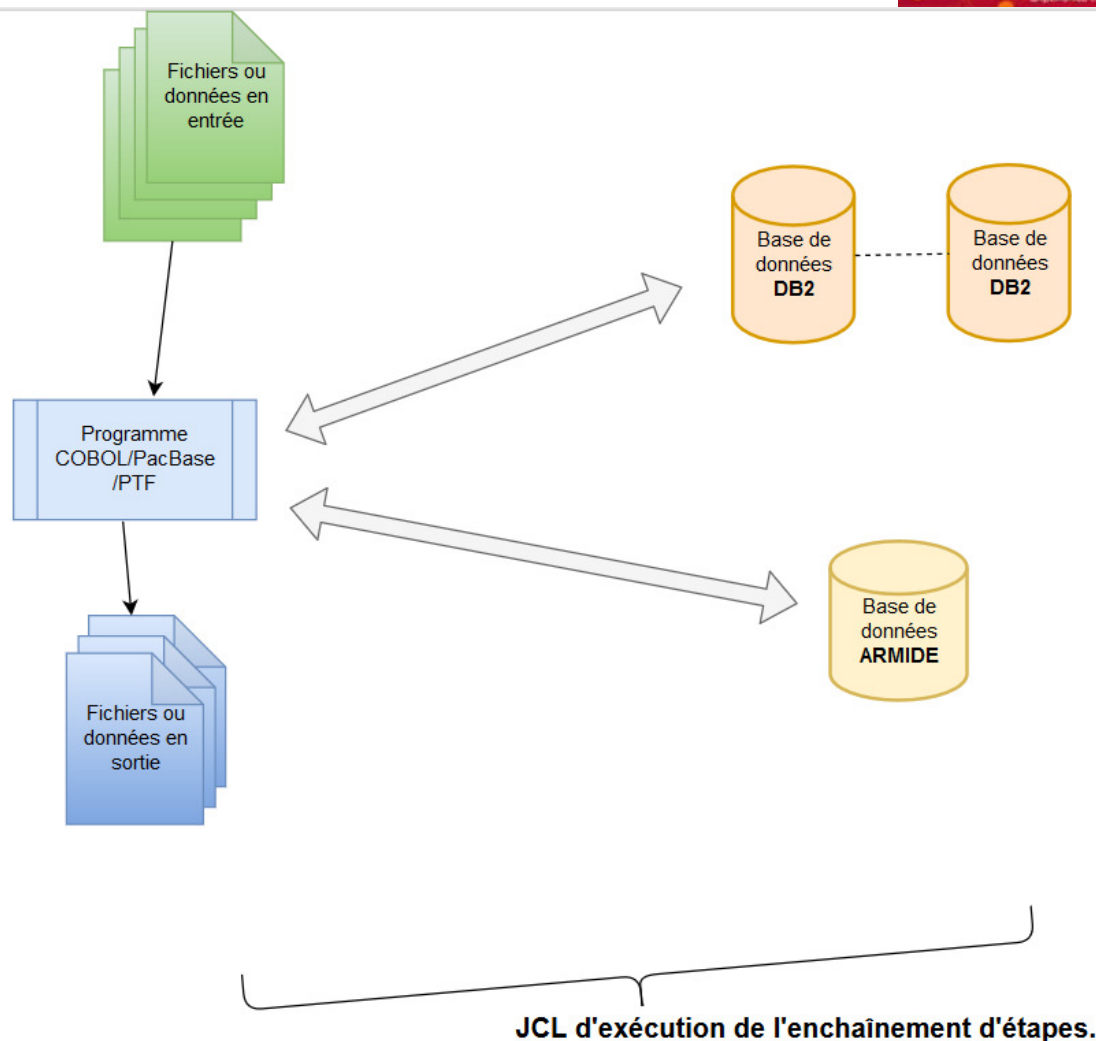 Fichiers ou
données en
entrée
Base de
données
DB2
Base de
données
DB2
Programme
COBOL/PacBase
/PTF
Base de
données
ARMIDE
Fichiers ou
données en
sortie
JCL d'exécution de l'enchaînement d'étapes.